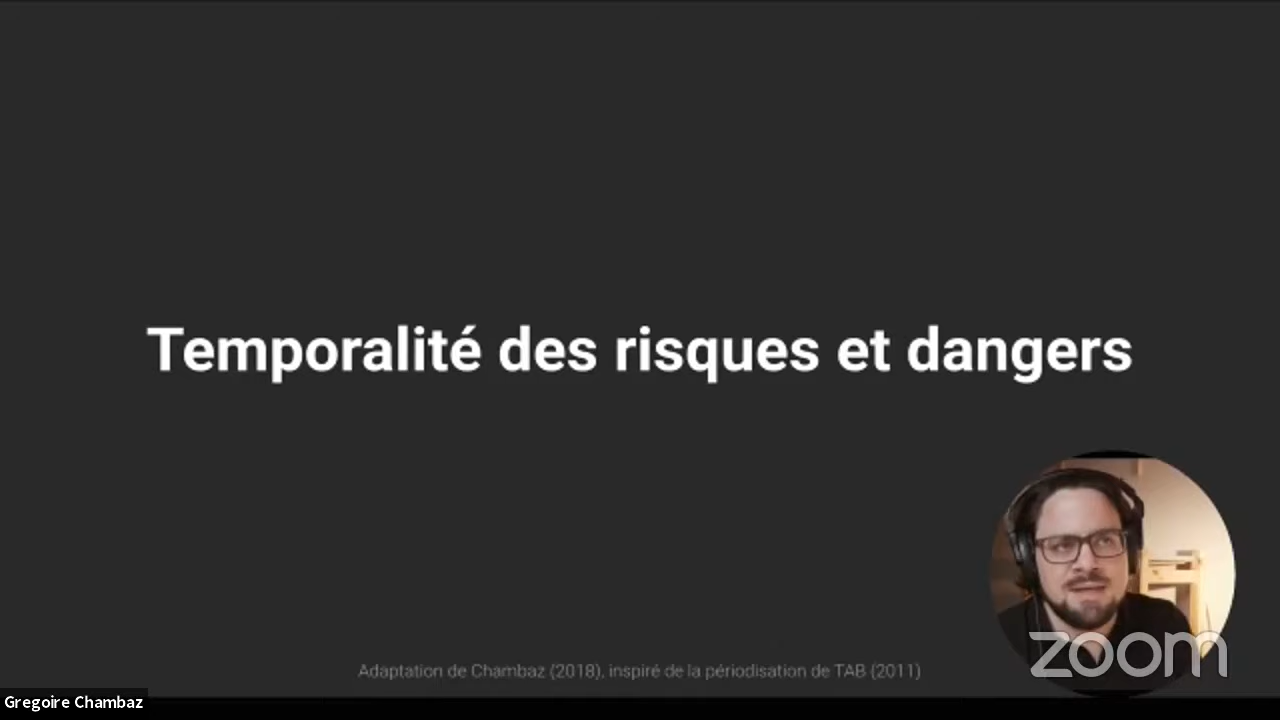 Temporalité des risques et dangers
zoom
Adaptation de Chambaz (2018), inspiré de la périodisation de TAB (2011)
Gregoire Chambaz